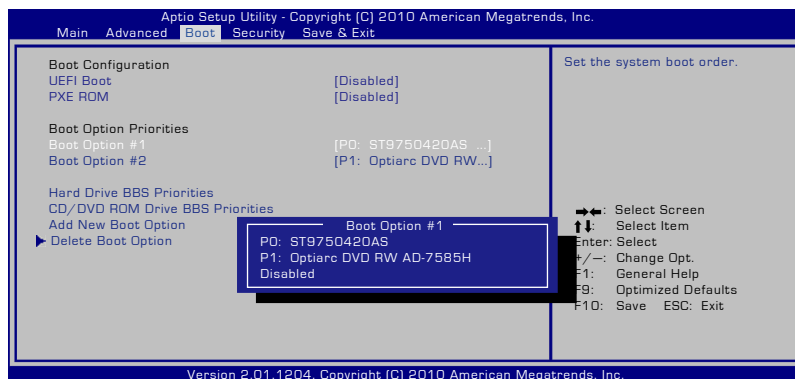 Aptio Setup Utility - Copyright (C) 2010 American Megatrends, Inc.
Main Advanced Boot Security Save & Exit
Boot Configuration
UEFI Boot [Disabled]
PXE ROM [Disabled]
Boot Option Priorities
Boot Option #1 [P0: ST9750420AS ...]
Boot Option #2 [P1: Optiarc DVD RW...]
Hard Drive BBS Priorities
CD/DVD ROM Drive BBS Priorities
Add New Boot Option
Delete Boot Option
Boot Option #1
P0: ST9750420AS
P1: Optiarc DVD RW AD-7585H
Disabled
Set the system boot order.
→←: Select Screen
↑↓: Select Item
Enter: Select
+/—: Change Opt.
F1: General Help
F9: Optimized Defaults
F10: Save ESC: Exit
Version 2.01.1204. Copyright (C) 2010 American Megatrends, Inc.